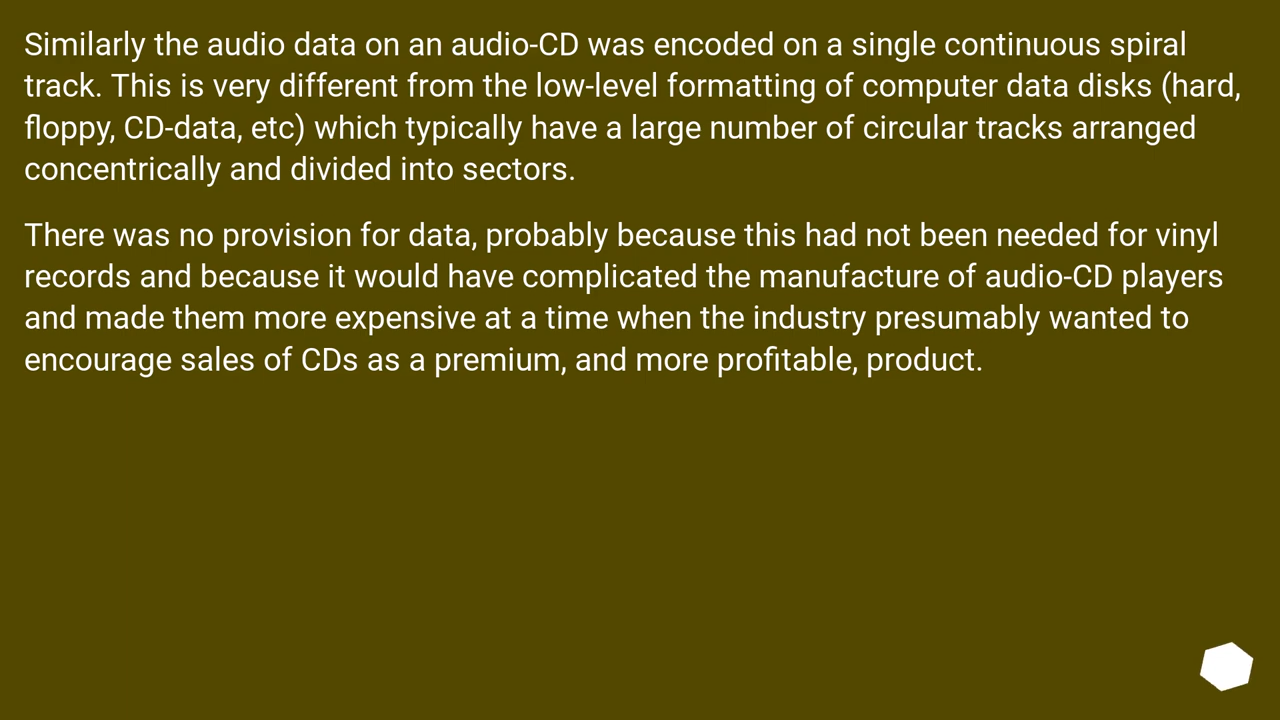 Similarly the audio data on an audio-CD was encoded on a single continuous spiral
track. This is very different from the low-level formatting of computer data disks (hard,
floppy, CD-data, etc) which typically have a large number of circular tracks arranged
concentrically and divided into sectors.
There was no provision for data, probably because this had not been needed for vinyl
records and because it would have complicated the manufacture of audio-CD players
and made them more expensive at a time when the industry presumably wanted to
encourage sales of CDs as a premium, and more profitable, product.